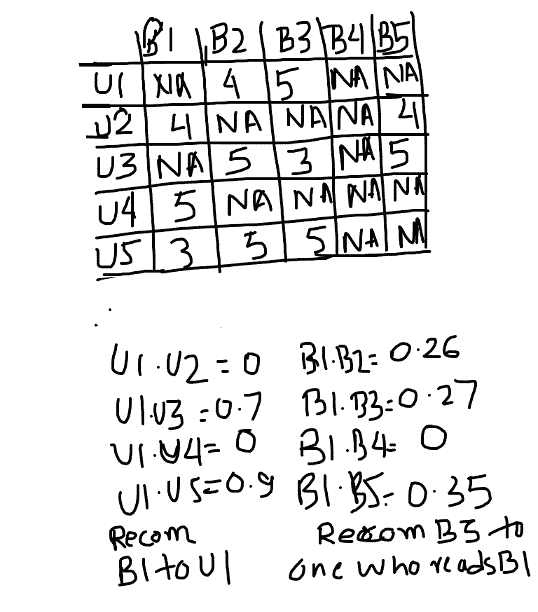 B1 B2 B3 B4 B5
U1 NA 4 5 NA NA
U2 4 NA NA NA 4
U3 NA 5 3 NA 5
U4 5 NA NA NA NA
U5 3 5 5 NA NA
U1.U2 = 0 B1.B2= 0.26
U1.U3 =0.7 B1.B3=0.27
U1.U4= 0 B1.B4= 0
U1.U5=0.9 B1.B5= 0.35
Recom Recom B5 to
B1 to U1 one who reads B1